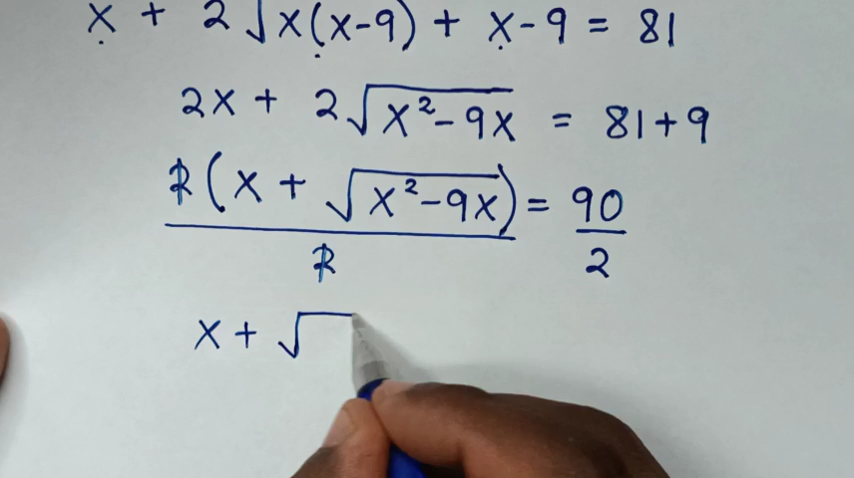 x + 2√x(x-9) + x-9 = 81
2x + 2√x²-9x = 81+9
2(x + √x²-9x) = 90
2 2
x + √